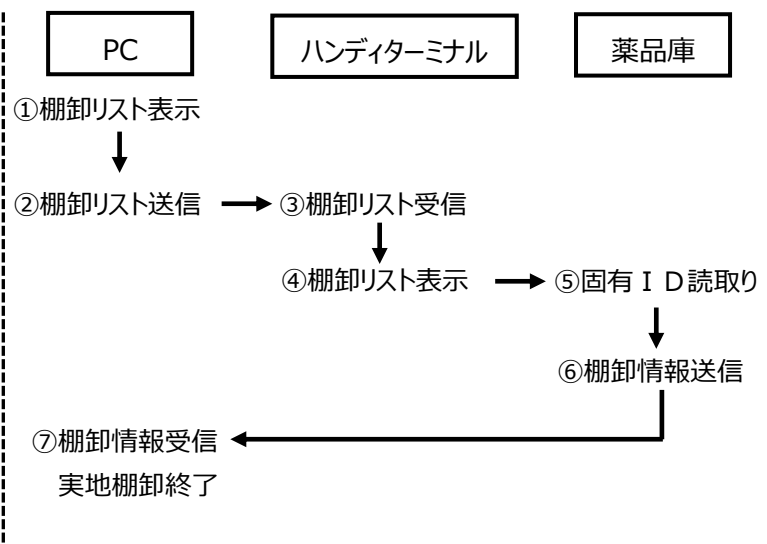 PC
ハンディターミナル
薬品庫
①棚卸リスト表示
②棚卸リスト送信
③棚卸リスト受信
④棚卸リスト表示
⑤固有ＩＤ読取り
⑥棚卸情報送信
⑦棚卸情報受信
実地棚卸終了